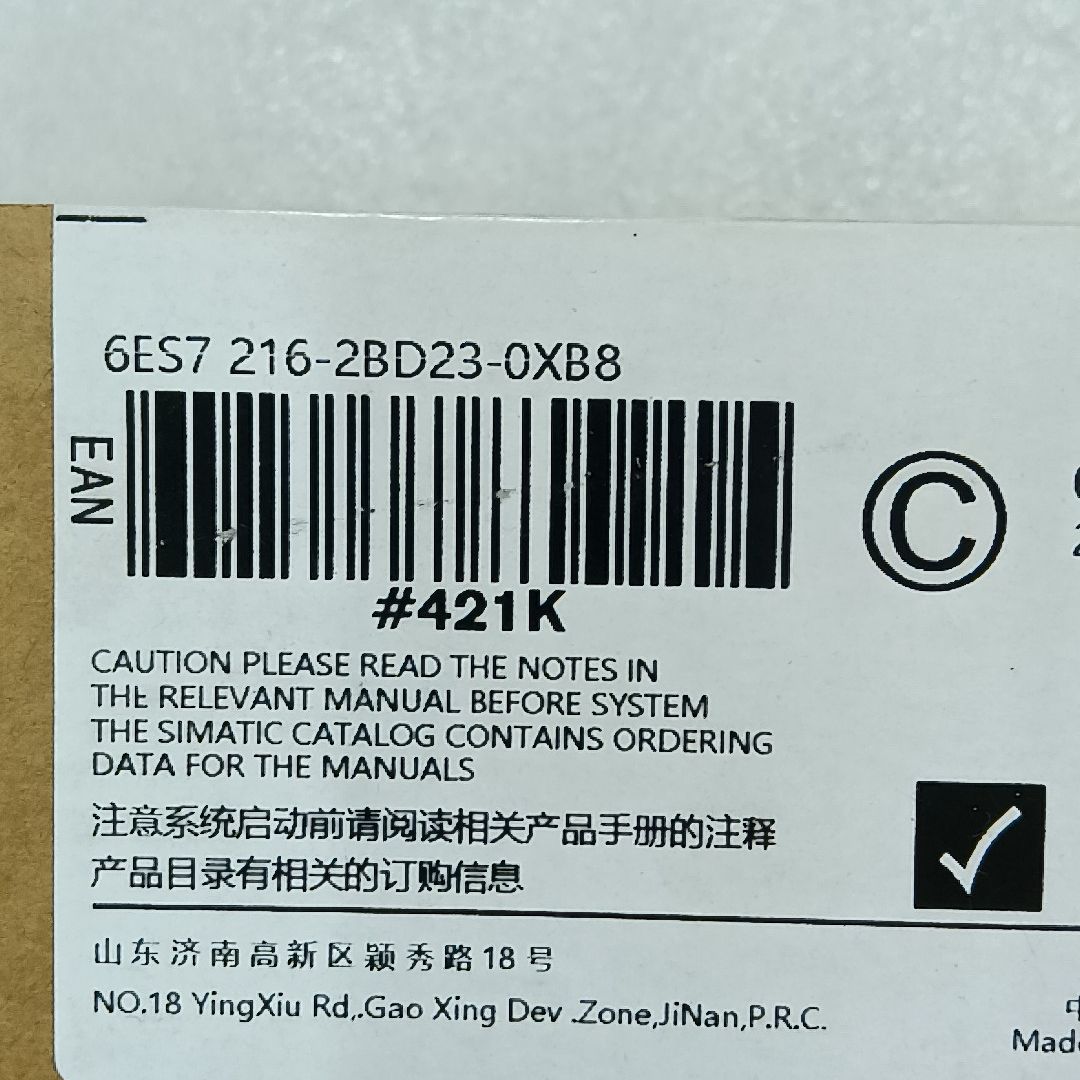 6ES7 216-2BD23-0XB8
EAN
©
#421K
CAUTION PLEASE READ THE NOTES IN
THE RELEVANT MANUAL BEFORE SYSTEM
THE SIMATIC CATALOG CONTAINS ORDERING
DATA FOR THE MANUALS
注意系统启动前请阅读相关产品手册的注释
产品目录有相关的订购信息
山东济南高新区颖秀路18号
NO.18 YingXiu Rd,.Gao Xing Dev .Zone,JiNan,P.R.C.
Made